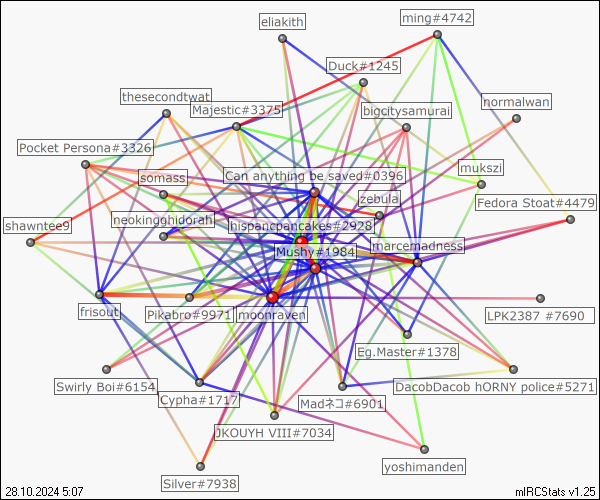 eliakith
ming#4742
Duck#1245
thesecondtwat
Majestic#3375
bigcitysamurai
normalwan
Pocket Persona#3326
somass
Can anything be saved#0396
mukszi
zebula
Fedora Stoat#4479
shawntee9
neokingghidorah
hispancpancakes#2928
Mushy#1984
marcemadness
frisout
Pikabro#9971
moonraven
LPK2387 #7690
Eg.Master#1378
Swirly Boi#6154
Cypha#1717
Madネコ#6901
DacobDacob hORNY police#5271
JKOUYH VIII#7034
yoshimanden
Silver#7938
28.10.2024 5:07
mIRCStats v1.25